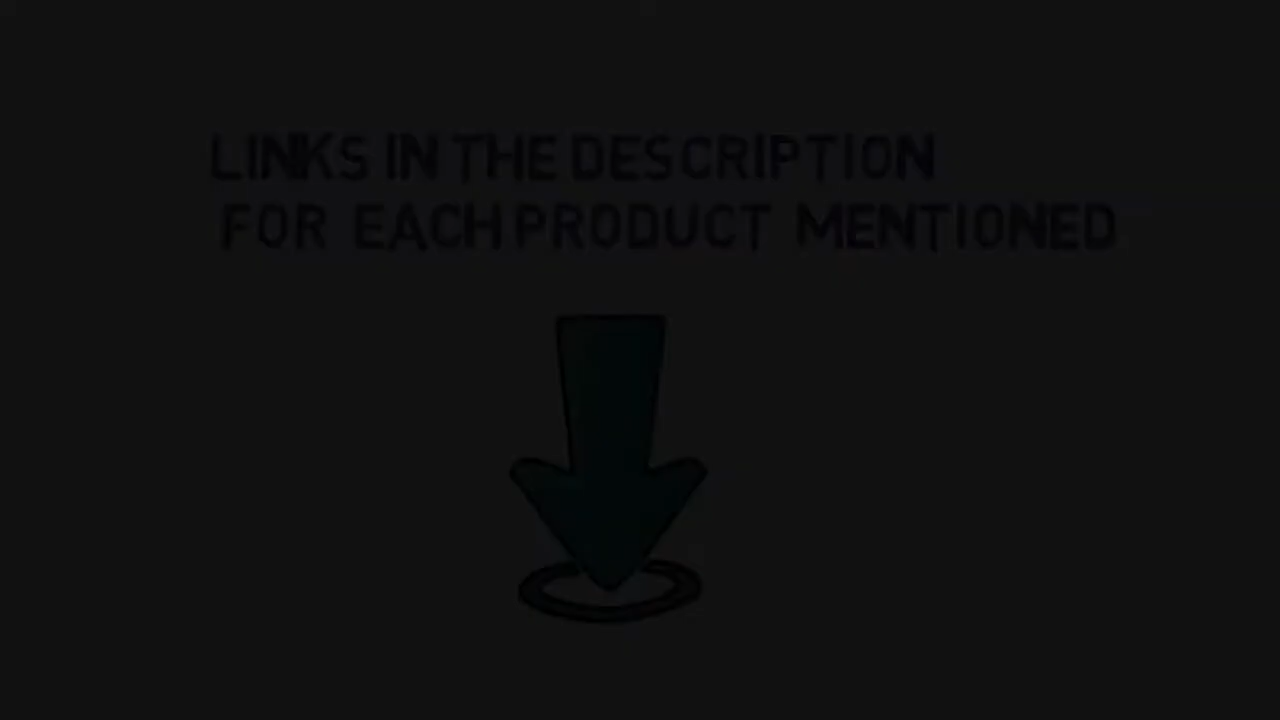 LINKS IN THE DESCRIPTION
FOR EACH PRODUCT MENTIONED